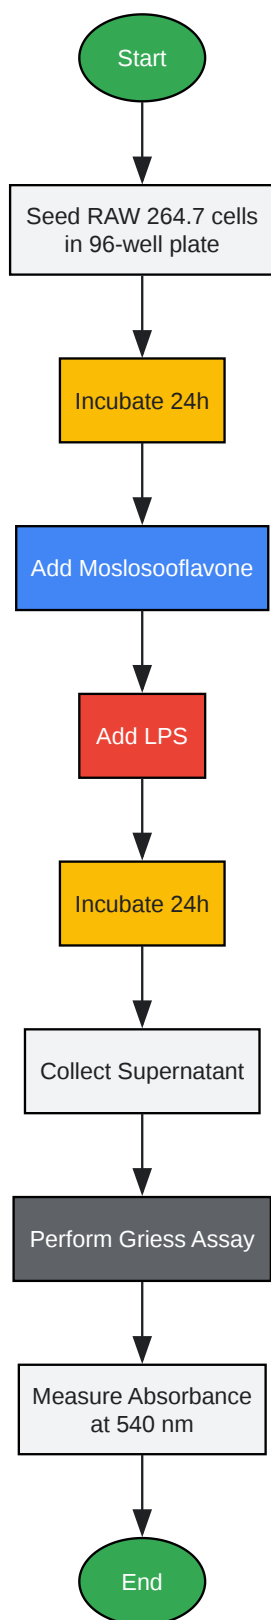 Start
Seed RAW 264.7 cells
in 96-well plate
Incubate 24h
Add Moslosooflavone
Add LPS
Incubate 24h
Collect Supernatant
Perform Griess Assay
Measure Absorbance
at 540 nm
End